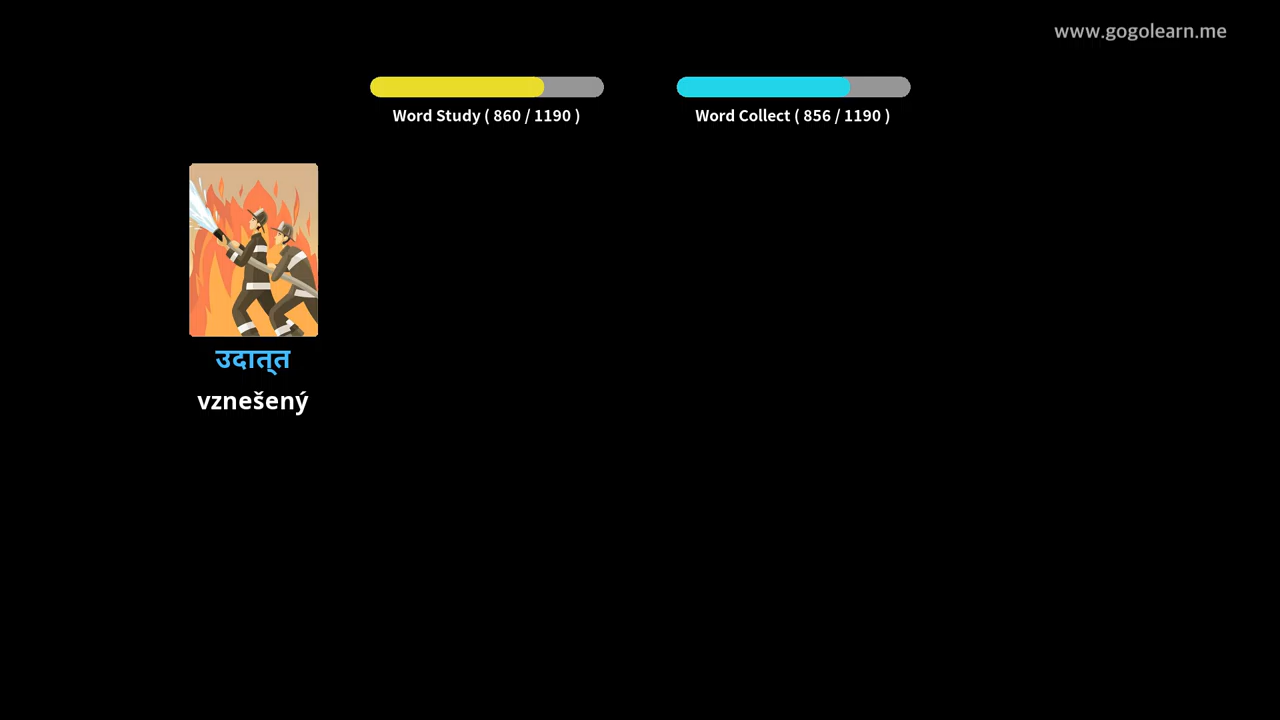 www.gogolearn.me
Word Study ( 860 / 1190 )
Word Collect ( 856 / 1190 )
उदात्त
vznešený